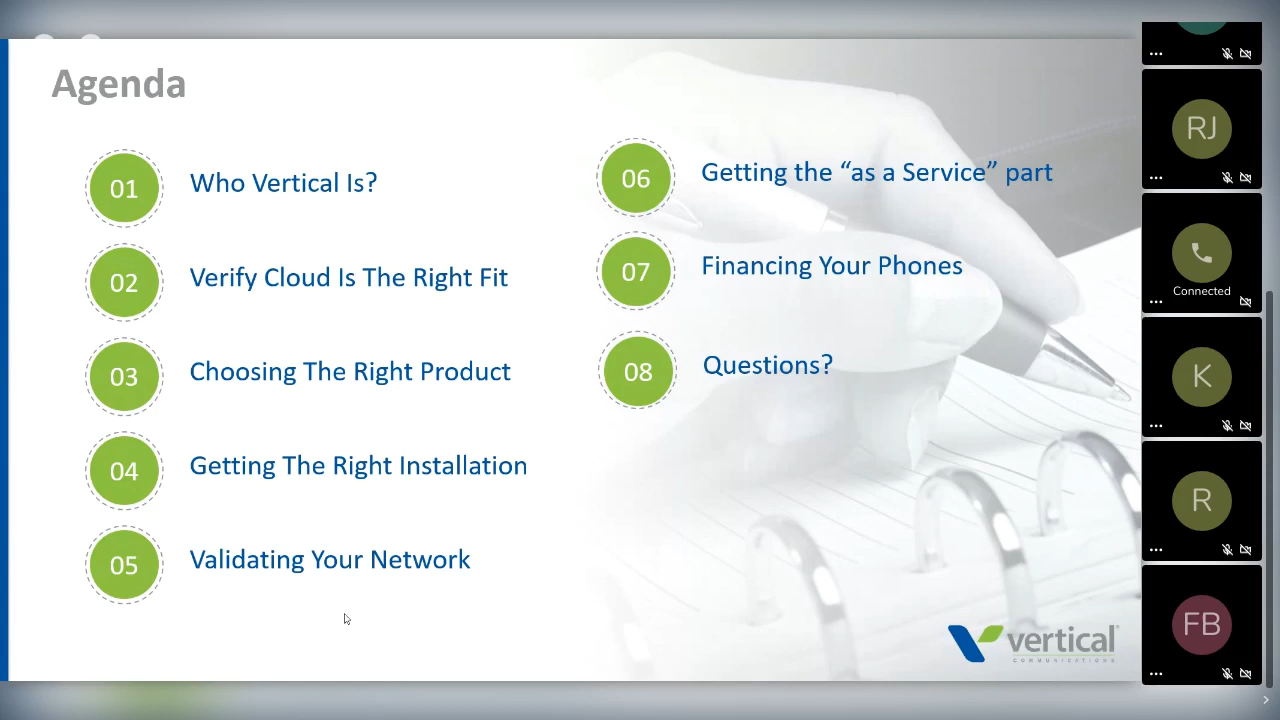 Agenda
01
Who Vertical Is?
02
Verify Cloud Is The Right Fit
03
Choosing The Right Product
04
Getting The Right Installation
05
Validating Your Network
06
Getting the “as a Service” part
07
Financing Your Phones
08
Questions?
vertical®
COMMUNICATIONS
RJ
Connected
K
R
FB